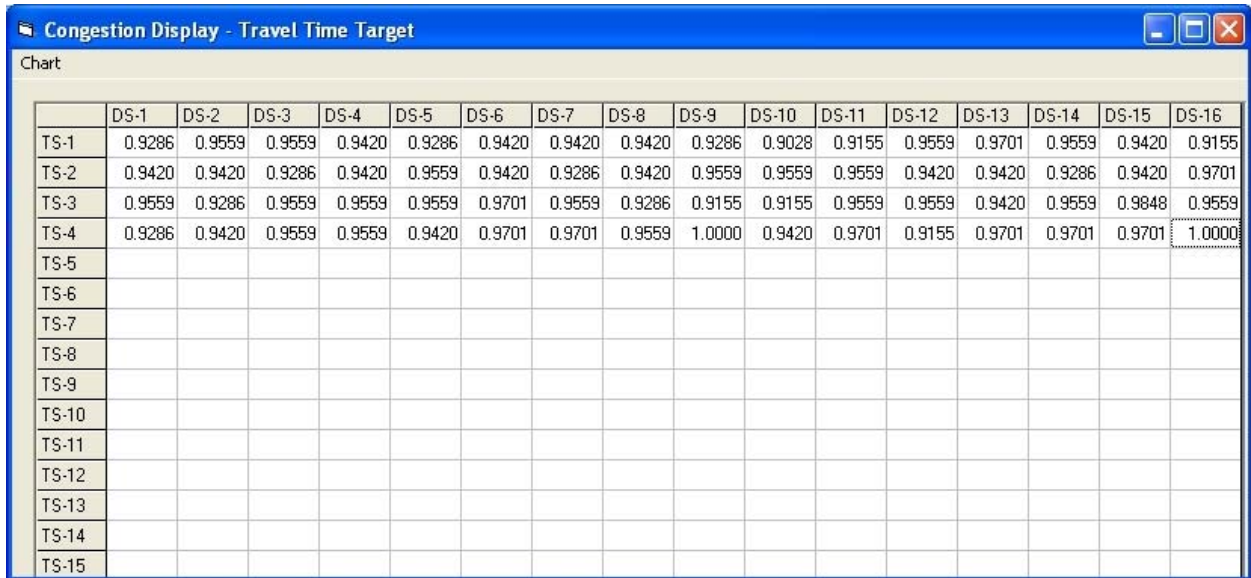 Congestion Display - Travel Time Target
Chart
DS-1 DS-2 DS-3 DS-4 DS-5 DS-6 DS-7 DS-8 DS-9 DS-10 DS-11 DS-12 DS-13 DS-14 DS-15 DS-16
TS-1 0.9286 0.9559 0.9559 0.9420 0.9286 0.9420 0.9420 0.9420 0.9286 0.9028 0.9155 0.9559 0.9701 0.9559 0.9420 0.9155
TS-2 0.9420 0.9420 0.9286 0.9420 0.9559 0.9420 0.9286 0.9420 0.9559 0.9559 0.9559 0.9420 0.9420 0.9286 0.9420 0.9701
TS-3 0.9559 0.9286 0.9559 0.9559 0.9559 0.9701 0.9559 0.9286 0.9155 0.9155 0.9559 0.9559 0.9420 0.9559 0.9848 0.9559
TS-4 0.9286 0.9420 0.9559 0.9559 0.9420 0.9701 0.9701 0.9559 1.0000 0.9420 0.9701 0.9155 0.9701 0.9701 0.9701 1.0000
TS-5
TS-6
TS-7
TS-8
TS-9
TS-10
TS-11
TS-12
TS-13
TS-14
TS-15